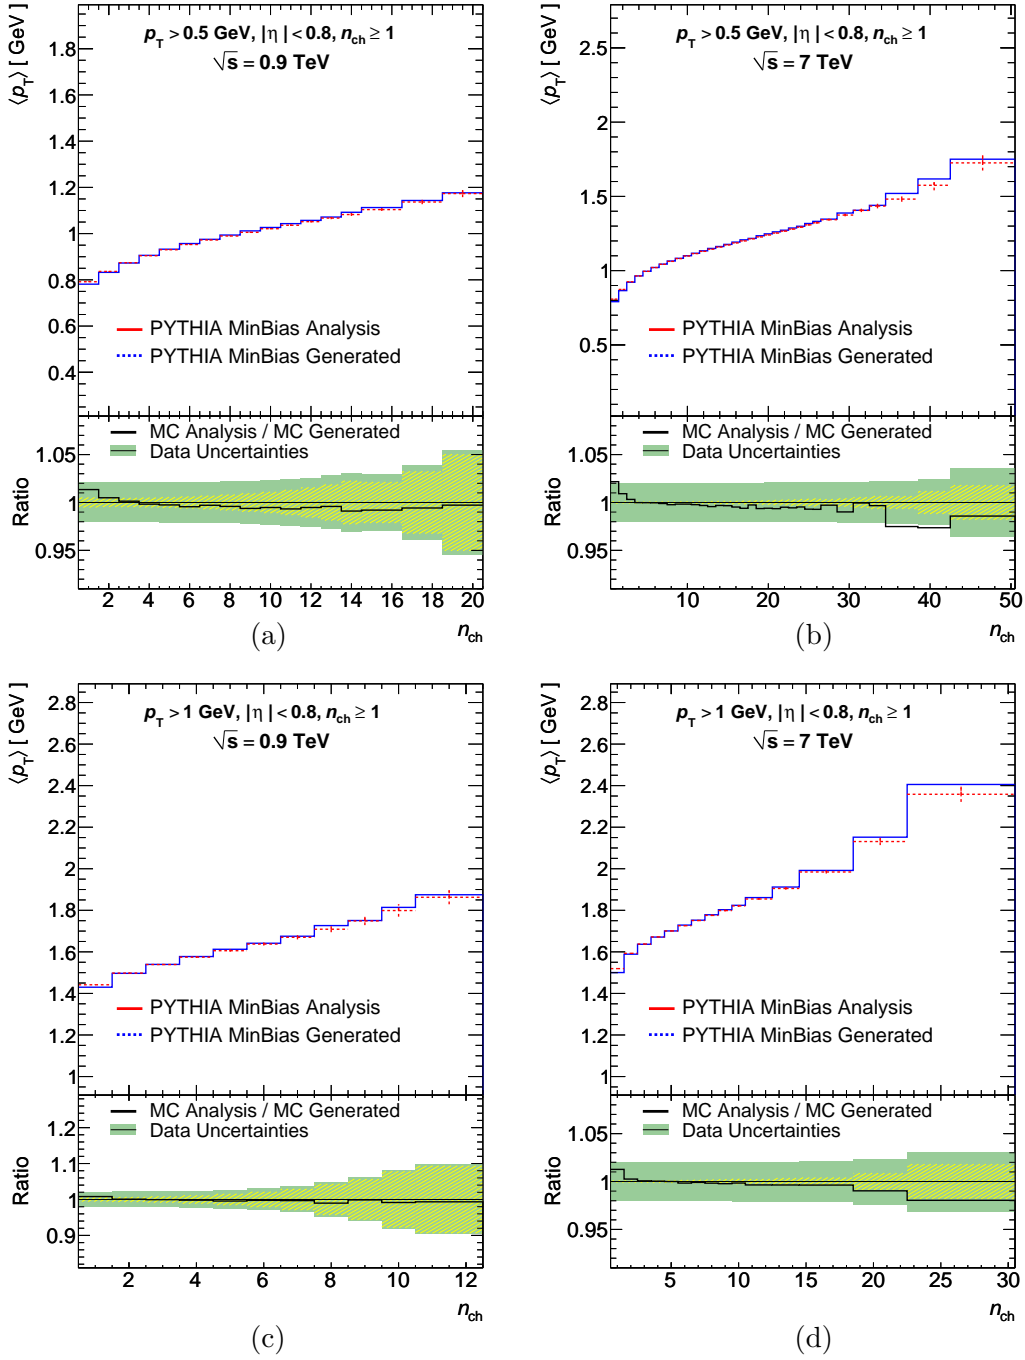 ⟨p_T⟩ [ GeV ]
p_T > 0.5 GeV, |η| < 0.8, n_ch ≥ 1
√s = 0.9 TeV
1.8
1.6
1.4
1.2
1
0.8
0.6
0.4
PYTHIA MinBias Analysis
PYTHIA MinBias Generated
MC Analysis / MC Generated
Data Uncertainties
Ratio
1.05
1
0.95
2 4 6 8 10 12 14 16 18 20
n_ch
(a)
⟨p_T⟩ [ GeV ]
p_T > 0.5 GeV, |η| < 0.8, n_ch ≥ 1
√s = 7 TeV
2.5
2
1.5
1
0.5
PYTHIA MinBias Analysis
PYTHIA MinBias Generated
MC Analysis / MC Generated
Data Uncertainties
Ratio
1.05
1
0.95
10 20 30 40 50
n_ch
(b)
⟨p_T⟩ [ GeV ]
p_T > 1 GeV, |η| < 0.8, n_ch ≥ 1
√s = 0.9 TeV
2.8
2.6
2.4
2.2
2
1.8
1.6
1.4
1.2
1
PYTHIA MinBias Analysis
PYTHIA MinBias Generated
MC Analysis / MC Generated
Data Uncertainties
Ratio
1.2
1.1
1
0.9
2 4 6 8 10 12
n_ch
(c)
⟨p_T⟩ [ GeV ]
p_T > 1 GeV, |η| < 0.8, n_ch ≥ 1
√s = 7 TeV
2.8
2.6
2.4
2.2
2
1.8
1.6
1.4
1.2
1
PYTHIA MinBias Analysis
PYTHIA MinBias Generated
MC Analysis / MC Generated
Data Uncertainties
Ratio
1.05
1
0.95
5 10 15 20 25 30
n_ch
(d)